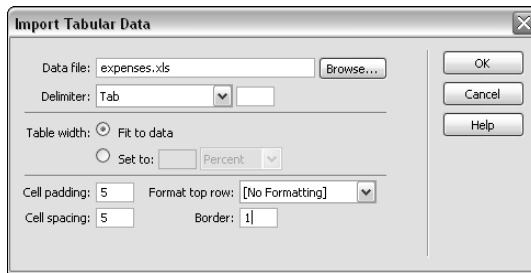 Import Tabular Data
Data file: expenses.xls Browse... OK
Delimiter: Tab Cancel
Table width: Fit to data Help
Set to: Percent
Cell padding: 5 Format top row: [No Formatting]
Cell spacing: 5 Border: 1